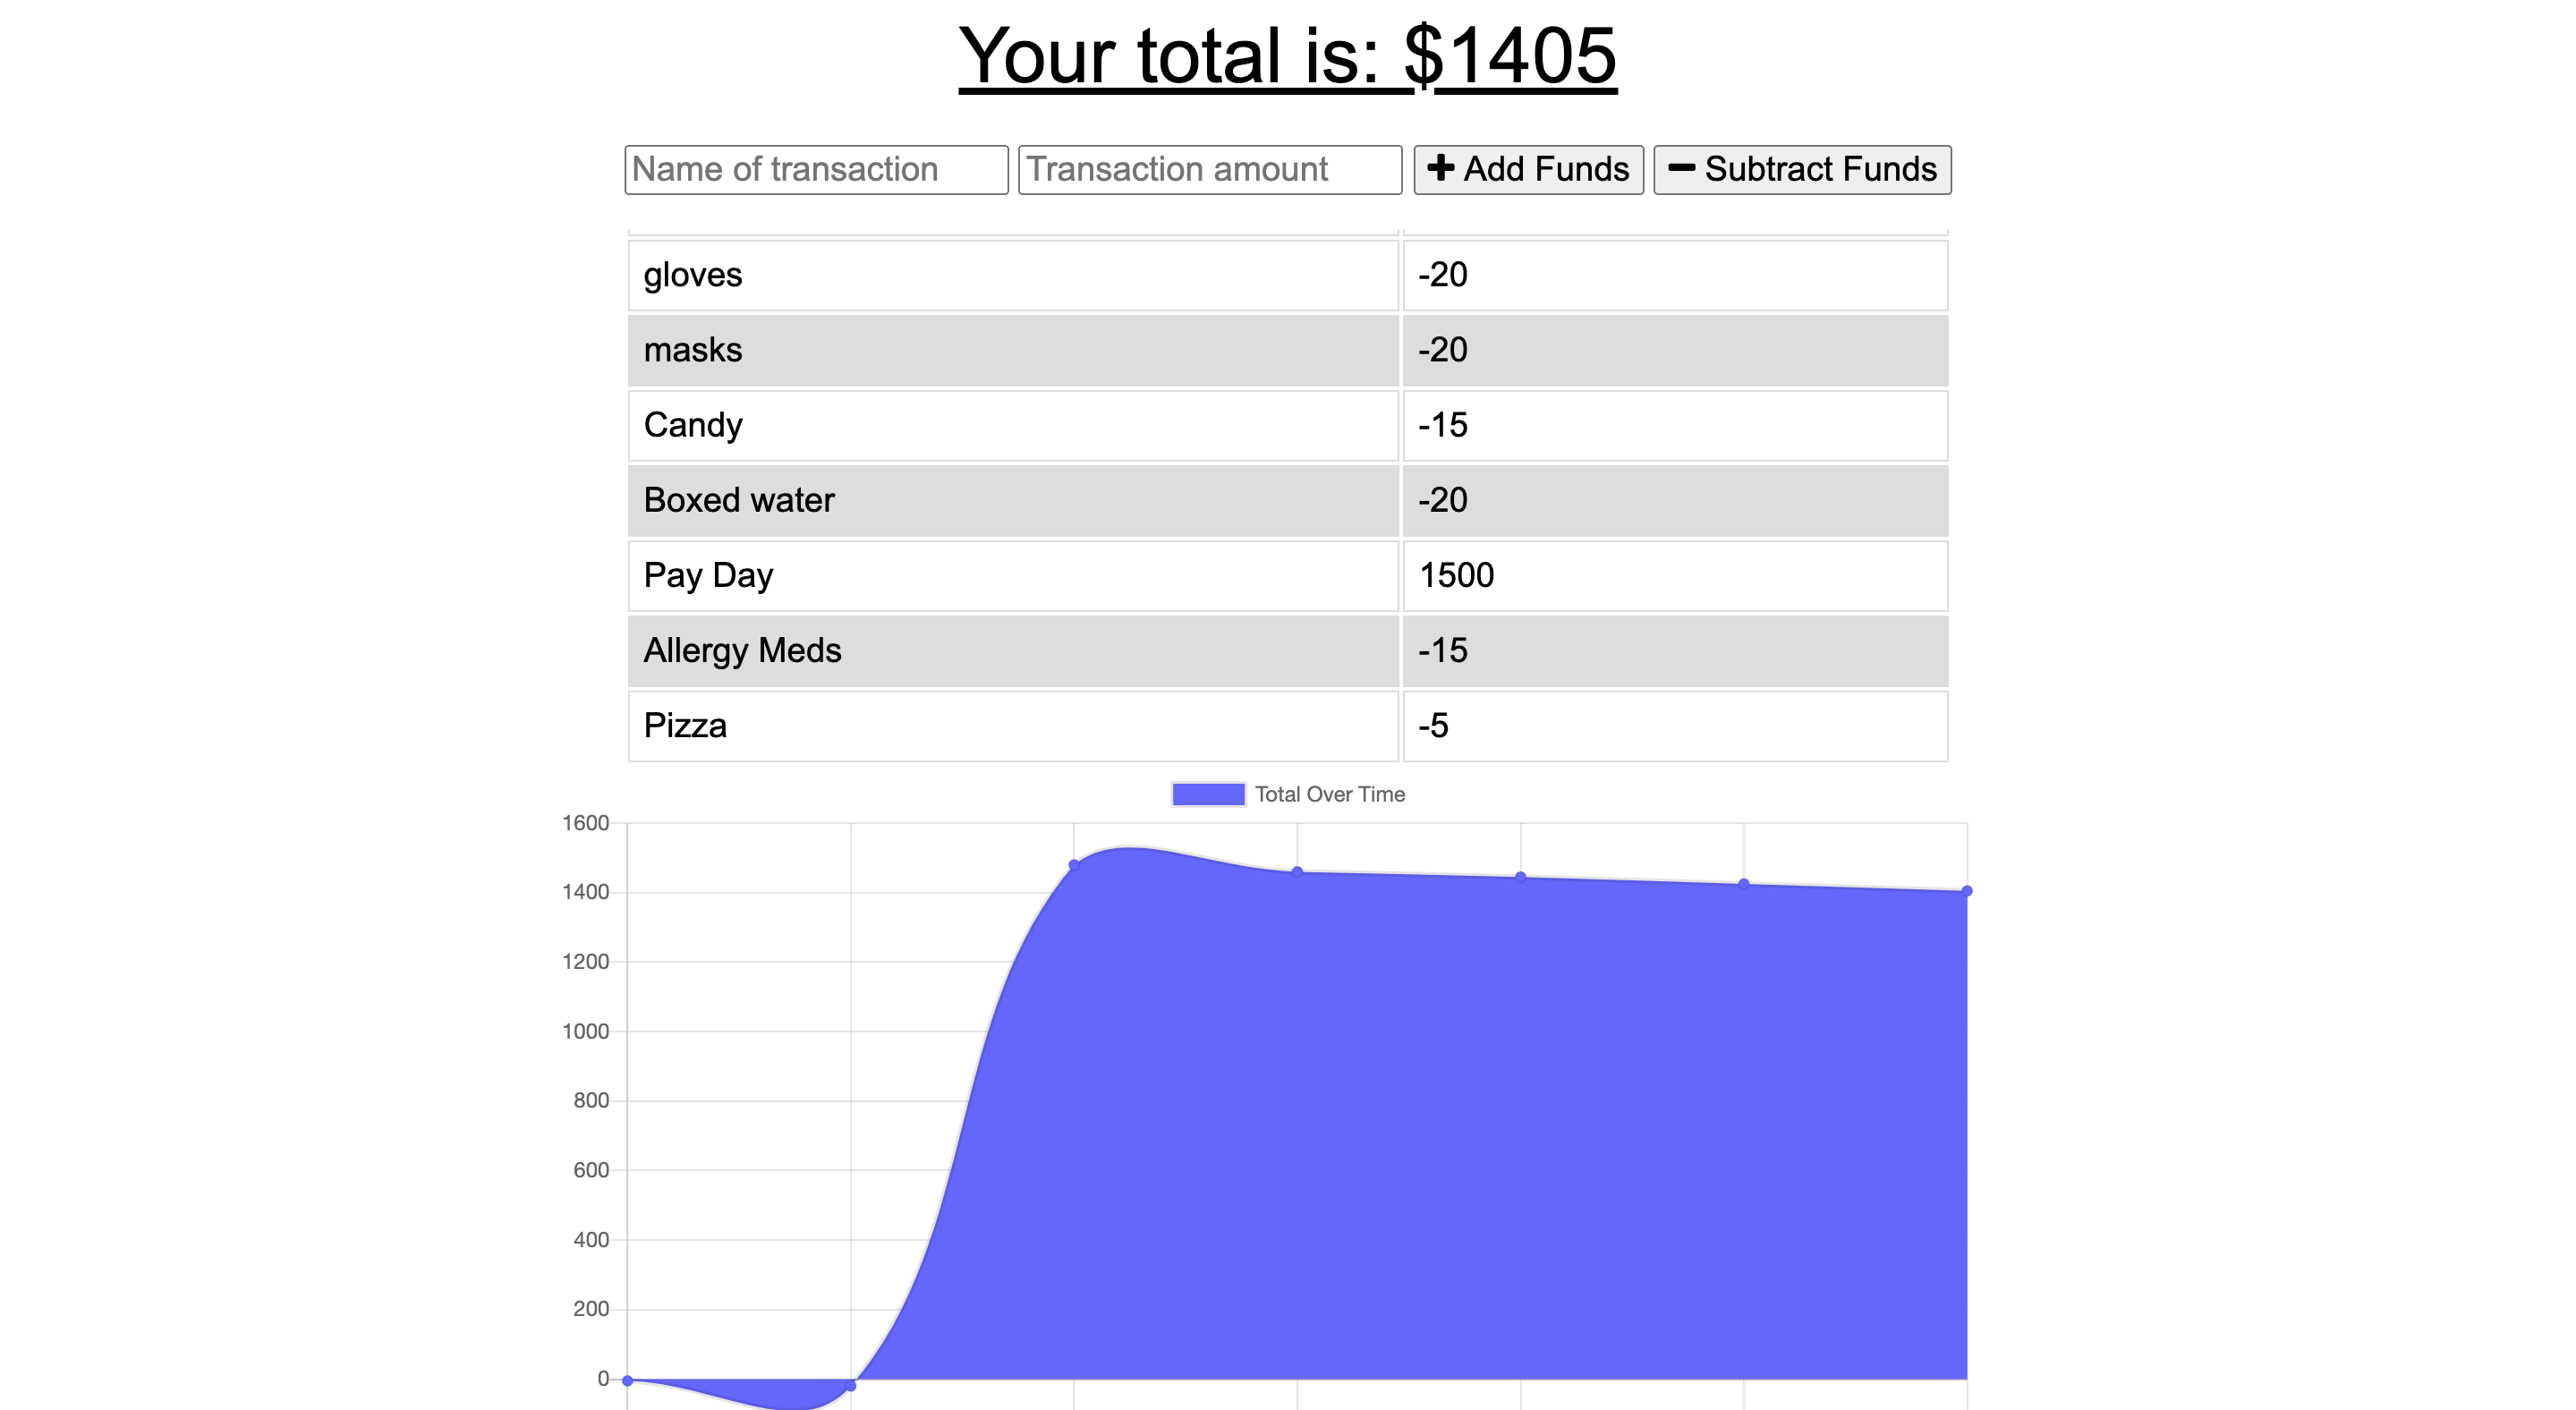 Your total is: $1405
Name of transaction Transaction amount Add Funds Subtract Funds
gloves -20
masks -20
Candy -15
Boxed water -20
Pay Day 1500
Allergy Meds -15
Pizza -5
Total Over Time
1600
1400
1200
1000
800
600
400
200
0